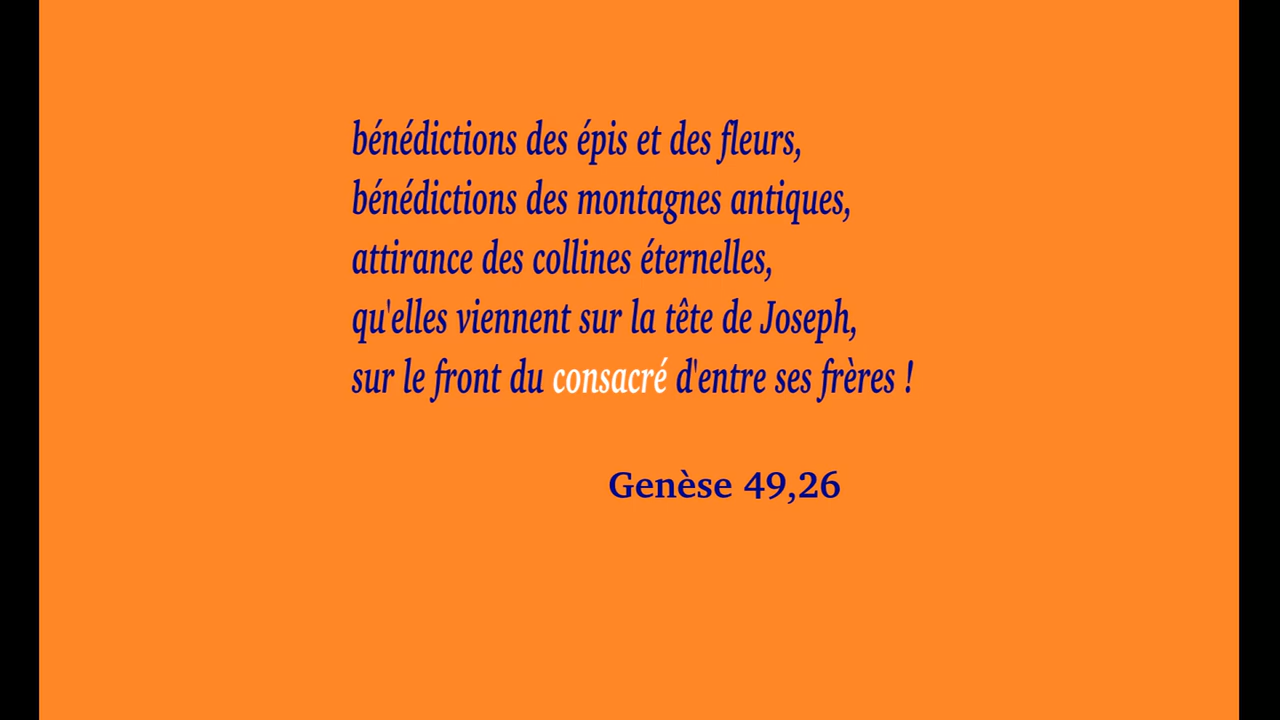 bénédictions des épis et des fleurs,
bénédictions des montagnes antiques,
attirance des collines éternelles,
qu'elles viennent sur la tête de Joseph,
sur le front du consacré d'entre ses frères !
Genèse 49,26